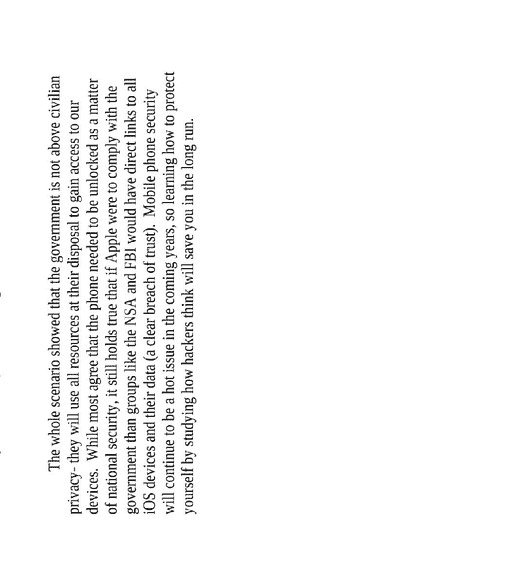 The whole scenario showed that the government is not above civilian
privacy- they will use all resources at their disposal to gain access to our
devices.  While most agree that the phone needed to be unlocked as a matter
of national security, it still holds true that if Apple were to comply with the
government than groups like the NSA and FBI would have direct links to all
iOS devices and their data (a clear breach of trust).  Mobile phone security
will continue to be a hot issue in the coming years, so learning how to protect
yourself by studying how hackers think will save you in the long run.